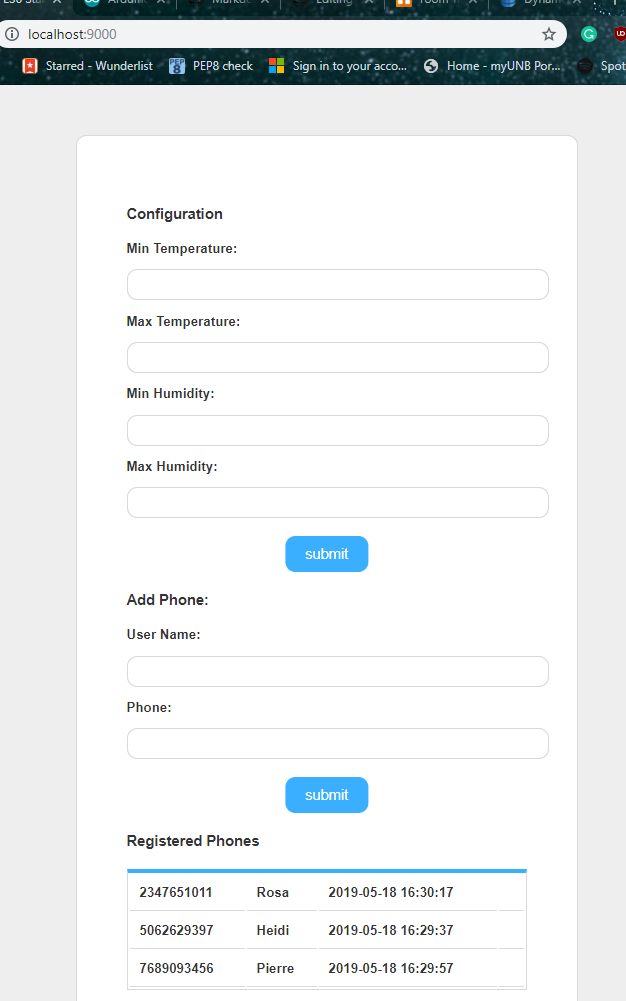 localhost:9000
Starred - Wunderlist PEP8 check Sign in to your acco... Home - myUNB Por... Spot
Configuration
Min Temperature:
Max Temperature:
Min Humidity:
Max Humidity:
submit
Add Phone:
User Name:
Phone:
submit
Registered Phones
2347651011 Rosa 2019-05-18 16:30:17
5062629397 Heidi 2019-05-18 16:29:37
7689093456 Pierre 2019-05-18 16:29:57